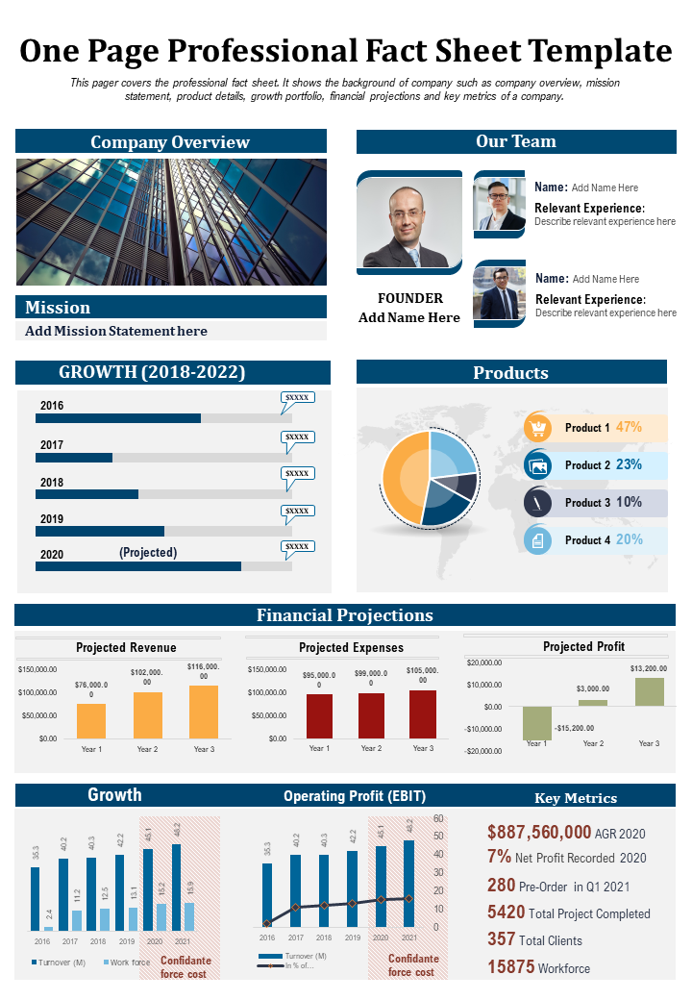 One Page Professional Fact Sheet Template
This pager covers the professional fact sheet. It shows the background of company such as company overview, mission
statement, product details, growth portfolio, financial projections and key metrics of a company.
Company Overview
Mission
Add Mission Statement here
Our Team
FOUNDER
Add Name Here
Name: Add Name Here
Relevant Experience:
Describe relevant experience here
Name: Add Name Here
Relevant Experience:
Describe relevant experience here
GROWTH (2018-2022)
2016
$XXXX
2017
$XXXX
2018
$XXXX
2019
$XXXX
2020
(Projected)
$XXXX
Products
Product 1 47%
Product 2 23%
Product 3 10%
Product 4 20%
Financial Projections
Projected Revenue
$150,000.00
$100,000.00
$50,000.00
$0.00
$76,000.0
0
$102,000.
00
$116,000.
00
Year 1
Year 2
Year 3
Projected Expenses
$150,000.00
$100,000.00
$50,000.00
$0.00
$95,000.0
0
$99,000.0
0
$105,000.
00
Year 1
Year 2
Year 3
Projected Profit
$20,000.00
$10,000.00
$0.00
-$10,000.00
-$20,000.00
-$15,200.00
$3,000.00
$13,200.00
Year 1
Year 2
Year 3
Growth
35.3
2.4
40.2
11.2
40.3
12.5
42.2
13.1
45.1
15.2
48.2
15.9
2016
2017
2018
2019
2020
2021
Turnover (M)
Work force
Confidante
force cost
Operating Profit (EBIT)
35.3
40.2
40.3
42.2
45.1
48.2
60
50
40
30
20
10
0
2016
2017
2018
2019
2020
2021
Turnover (M)
In % of...
Confidante
force cost
Key Metrics
$887,560,000 AGR 2020
7% Net Profit Recorded 2020
280 Pre-Order in Q1 2021
5420 Total Project Completed
357 Total Clients
15875 Workforce